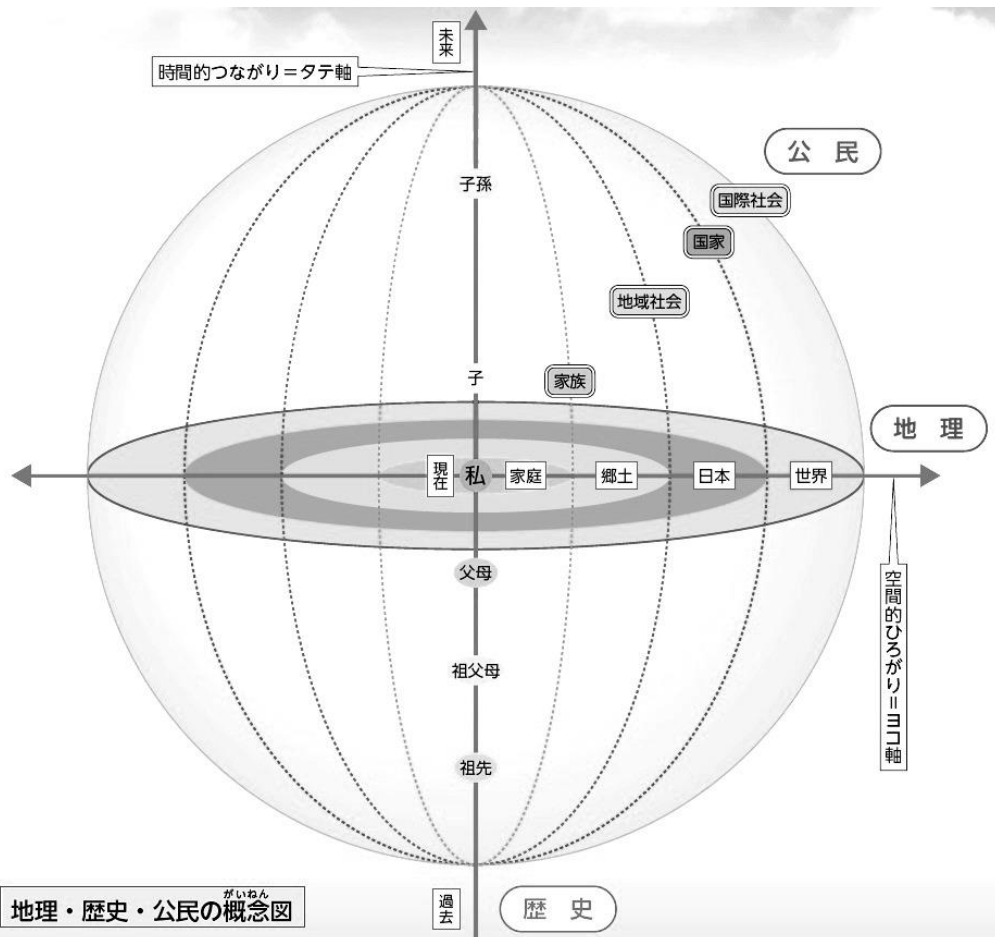 未来
時間的つながり＝タテ軸
公 民
子孫
国際社会
国家
地域社会
子
家族
地 理
現在
私
家庭
郷土
日本
世界
父母
空間的ひろがり＝ヨコ軸
祖父母
祖先
がいねん
地理・歴史・公民の概念図
過去
歴 史